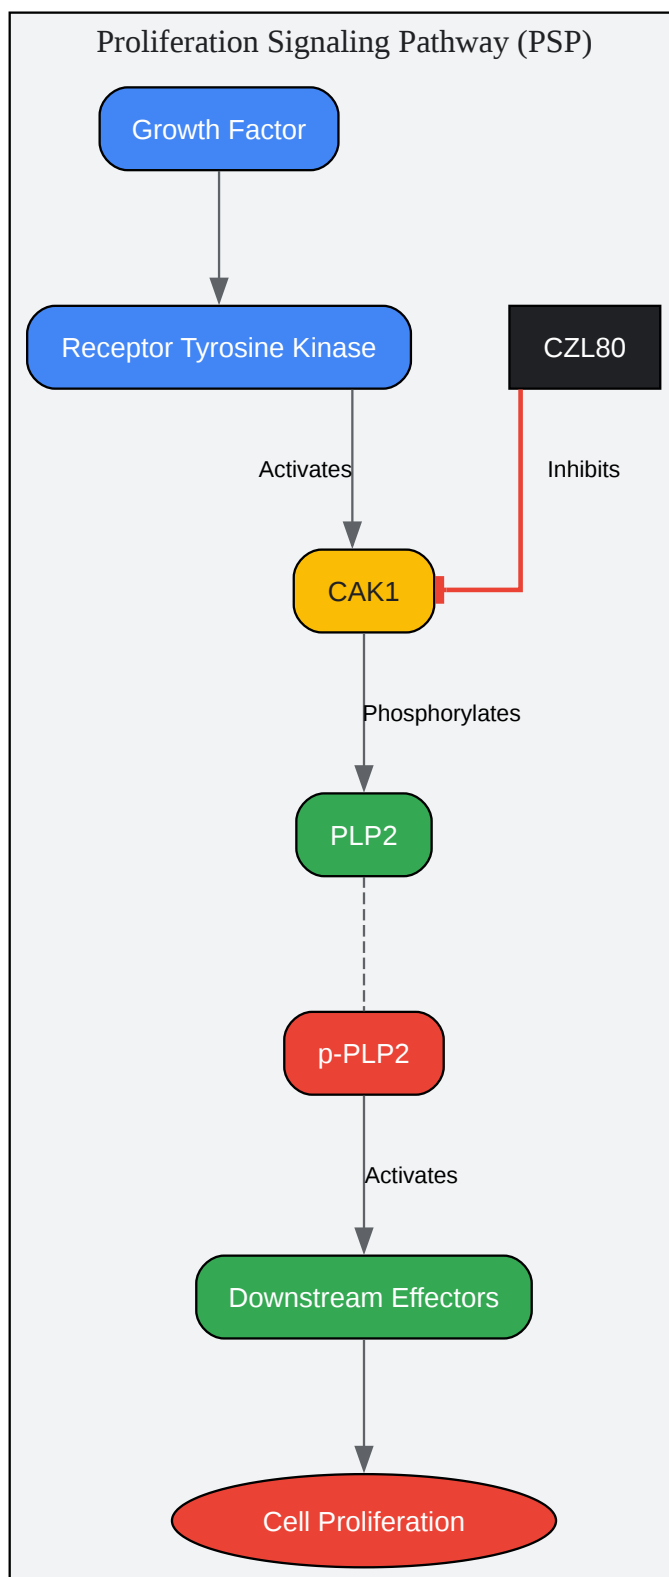 Proliferation Signaling Pathway (PSP)
Growth Factor
Receptor Tyrosine Kinase
CZL80
Activates
Inhibits
CAK1
Phosphorylates
PLP2
p-PLP2
Activates
Downstream Effectors
Cell Proliferation